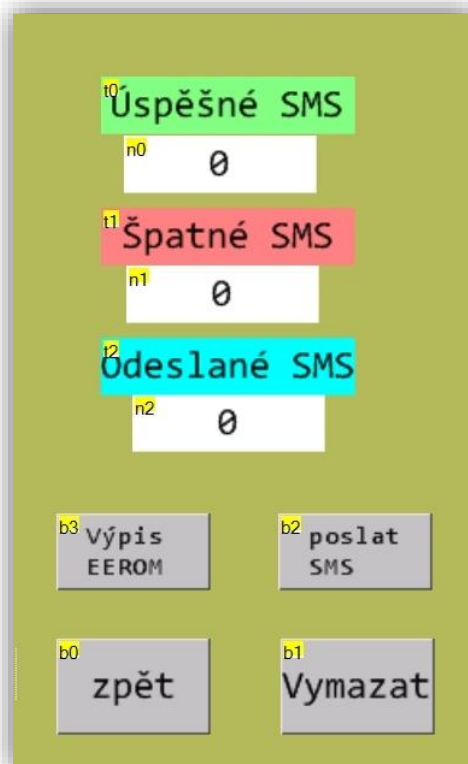 t0
Úspěšné SMS
n0
0
t1
Špatné SMS
n1
0
t2
Odeslané SMS
n2
0
b3
Výpis
EEROM
b2
poslat
SMS
b0
zpět
b1
Vymazat